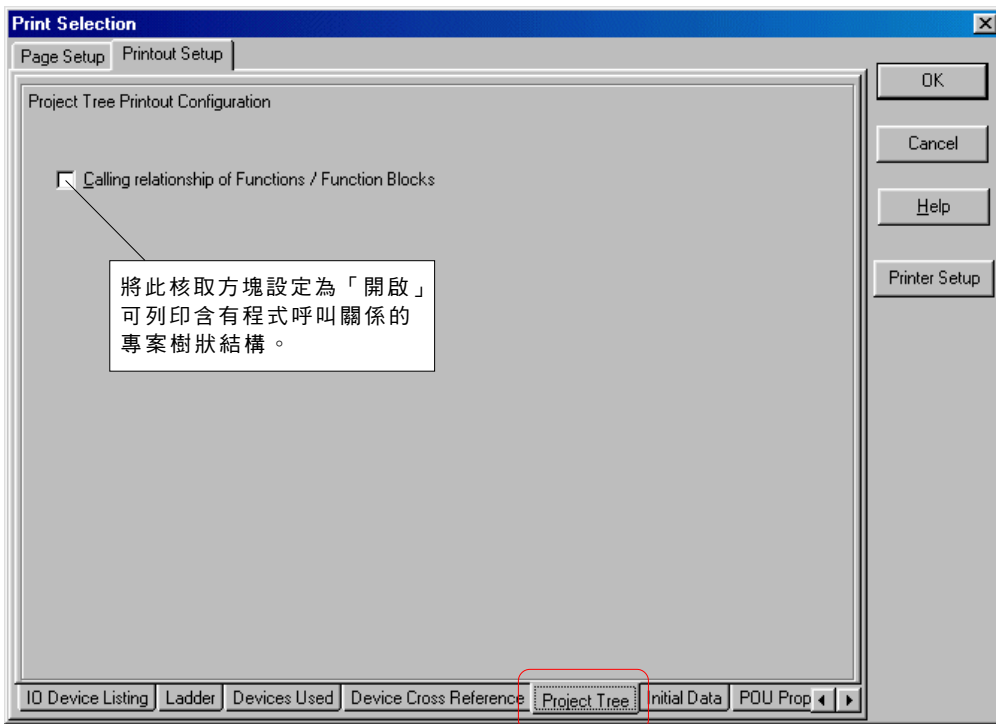 Print Selection
Page Setup
Printout Setup
OK
Project Tree Printout Configuration
Cancel
Calling relationship of Functions / Function Blocks
Help
將此核取方塊設定為「開啟」
可列印含有程式呼叫關係的
專案樹狀結構。
Printer Setup
IO Device Listing
Ladder
Devices Used
Device Cross Reference
Project Tree
Initial Data
POU Prop